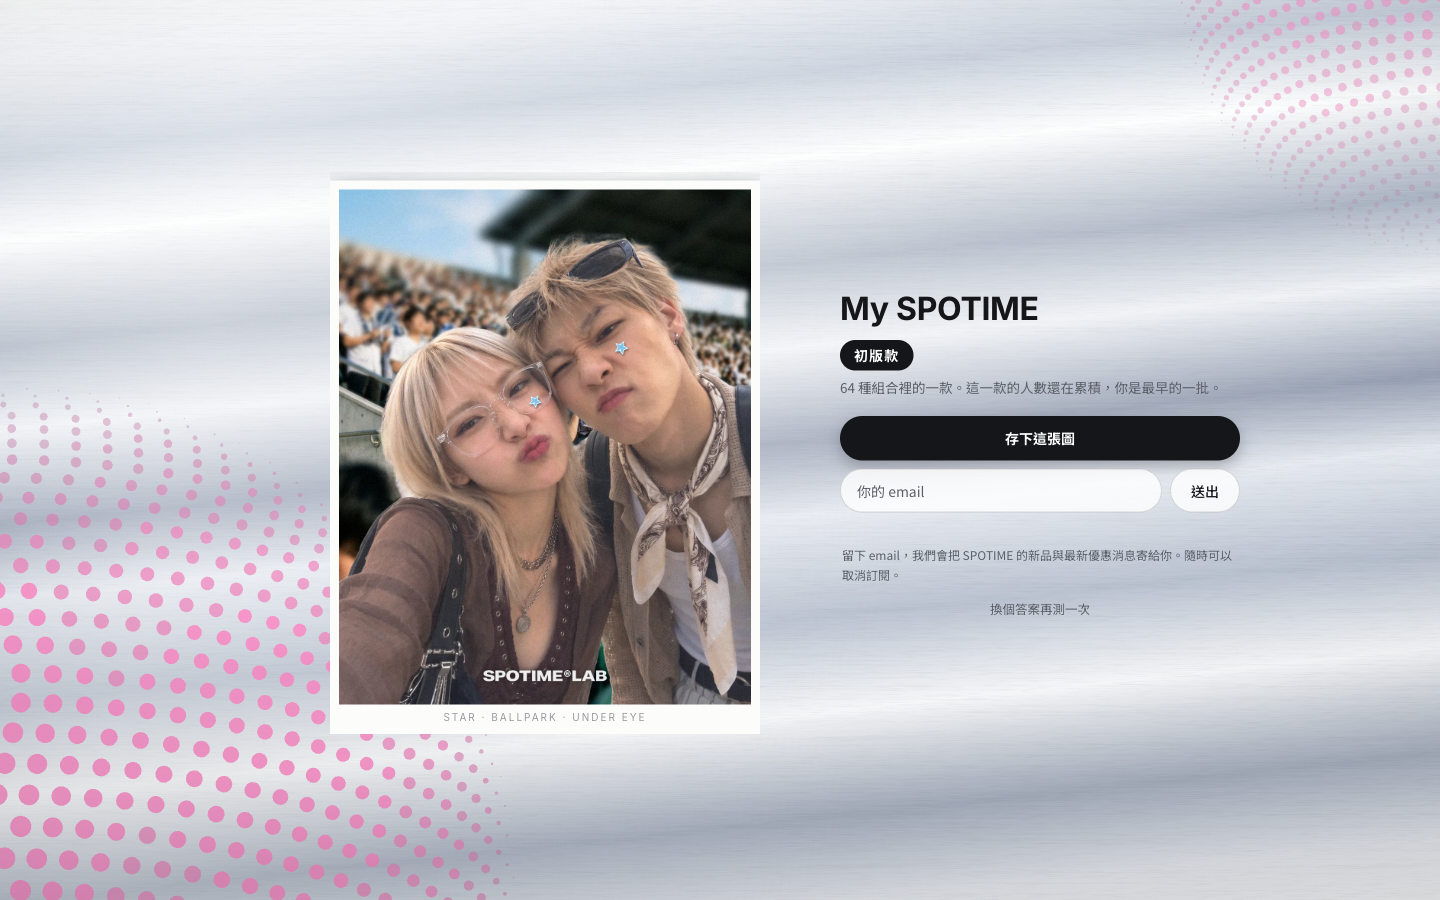 SPOTIME®LAB
STAR · BALLPARK · UNDER EYE
My SPOTIME
初版款
64 種組合裡的一款。這一款的人數還在累積，你是最早的一批。
存下這張圖
你的 email
送出
留下 email，我們會把 SPOTIME 的新品與最新優惠消息寄給你。隨時可以
取消訂閱。
換個答案再測一次